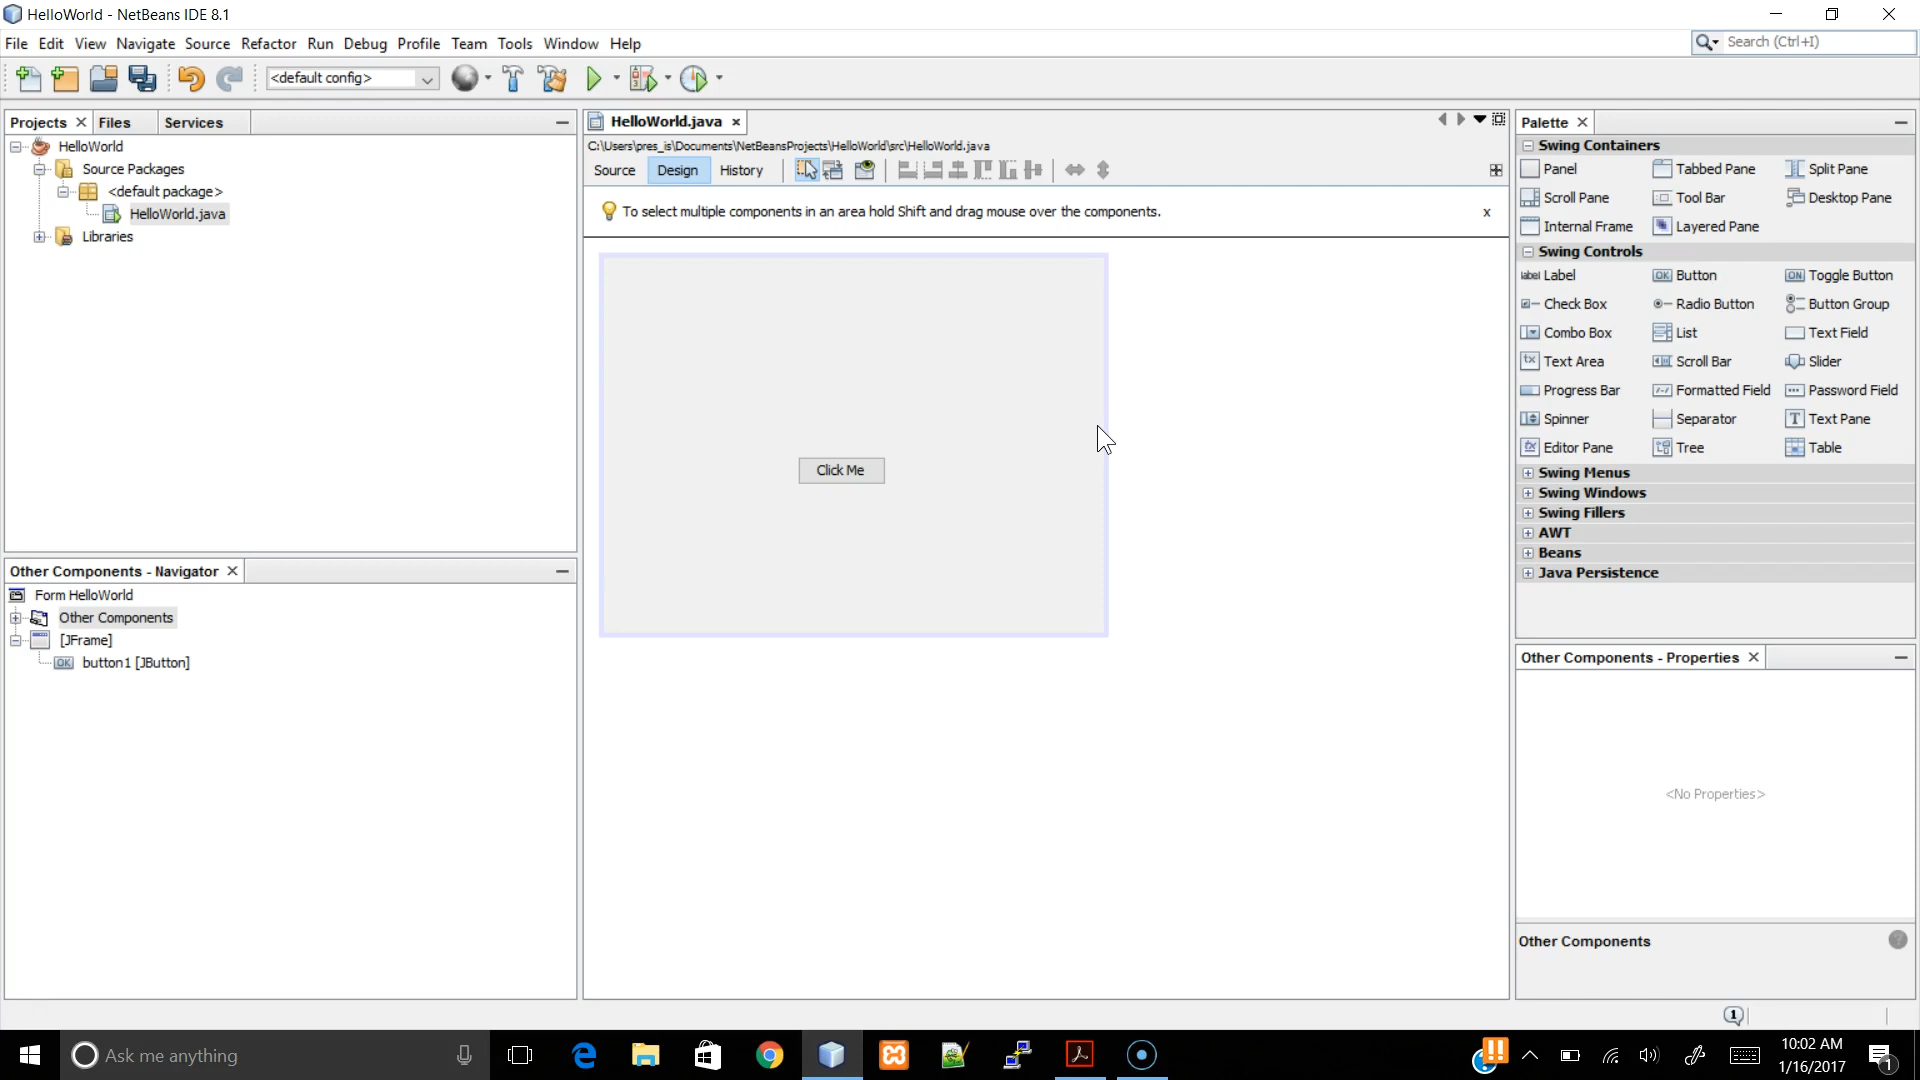 HelloWorld - NetBeans IDE 8.1
File Edit View Navigate Source Refactor Run Debug Profile Team Tools Window Help
Search (Ctrl+I)
<default config>
Projects Files Services
HelloWorld
Source Packages
<default package>
HelloWorld.java
Libraries
Other Components - Navigator
Form HelloWorld
Other Components
[JFrame]
OK button1 [JButton]
HelloWorld.java
C:\Users\pres_is\Documents\NetBeansProjects\HelloWorld\src\HelloWorld.java
Source Design History
To select multiple components in an area hold Shift and drag mouse over the components.
x
Click Me
Palette
Swing Containers
Panel Tabbed Pane Split Pane
Scroll Pane Tool Bar Desktop Pane
Internal Frame Layered Pane
Swing Controls
label Label OK Button ON Toggle Button
Check Box Radio Button Button Group
Combo Box List Text Field
Text Area Scroll Bar Slider
Progress Bar Formatted Field Password Field
Spinner Separator T Text Pane
Editor Pane Tree Table
Swing Menus
Swing Windows
Swing Fillers
AWT
Beans
Java Persistence
Other Components - Properties
<No Properties>
Other Components
1
Ask me anything
10:02 AM
1/16/2017
1